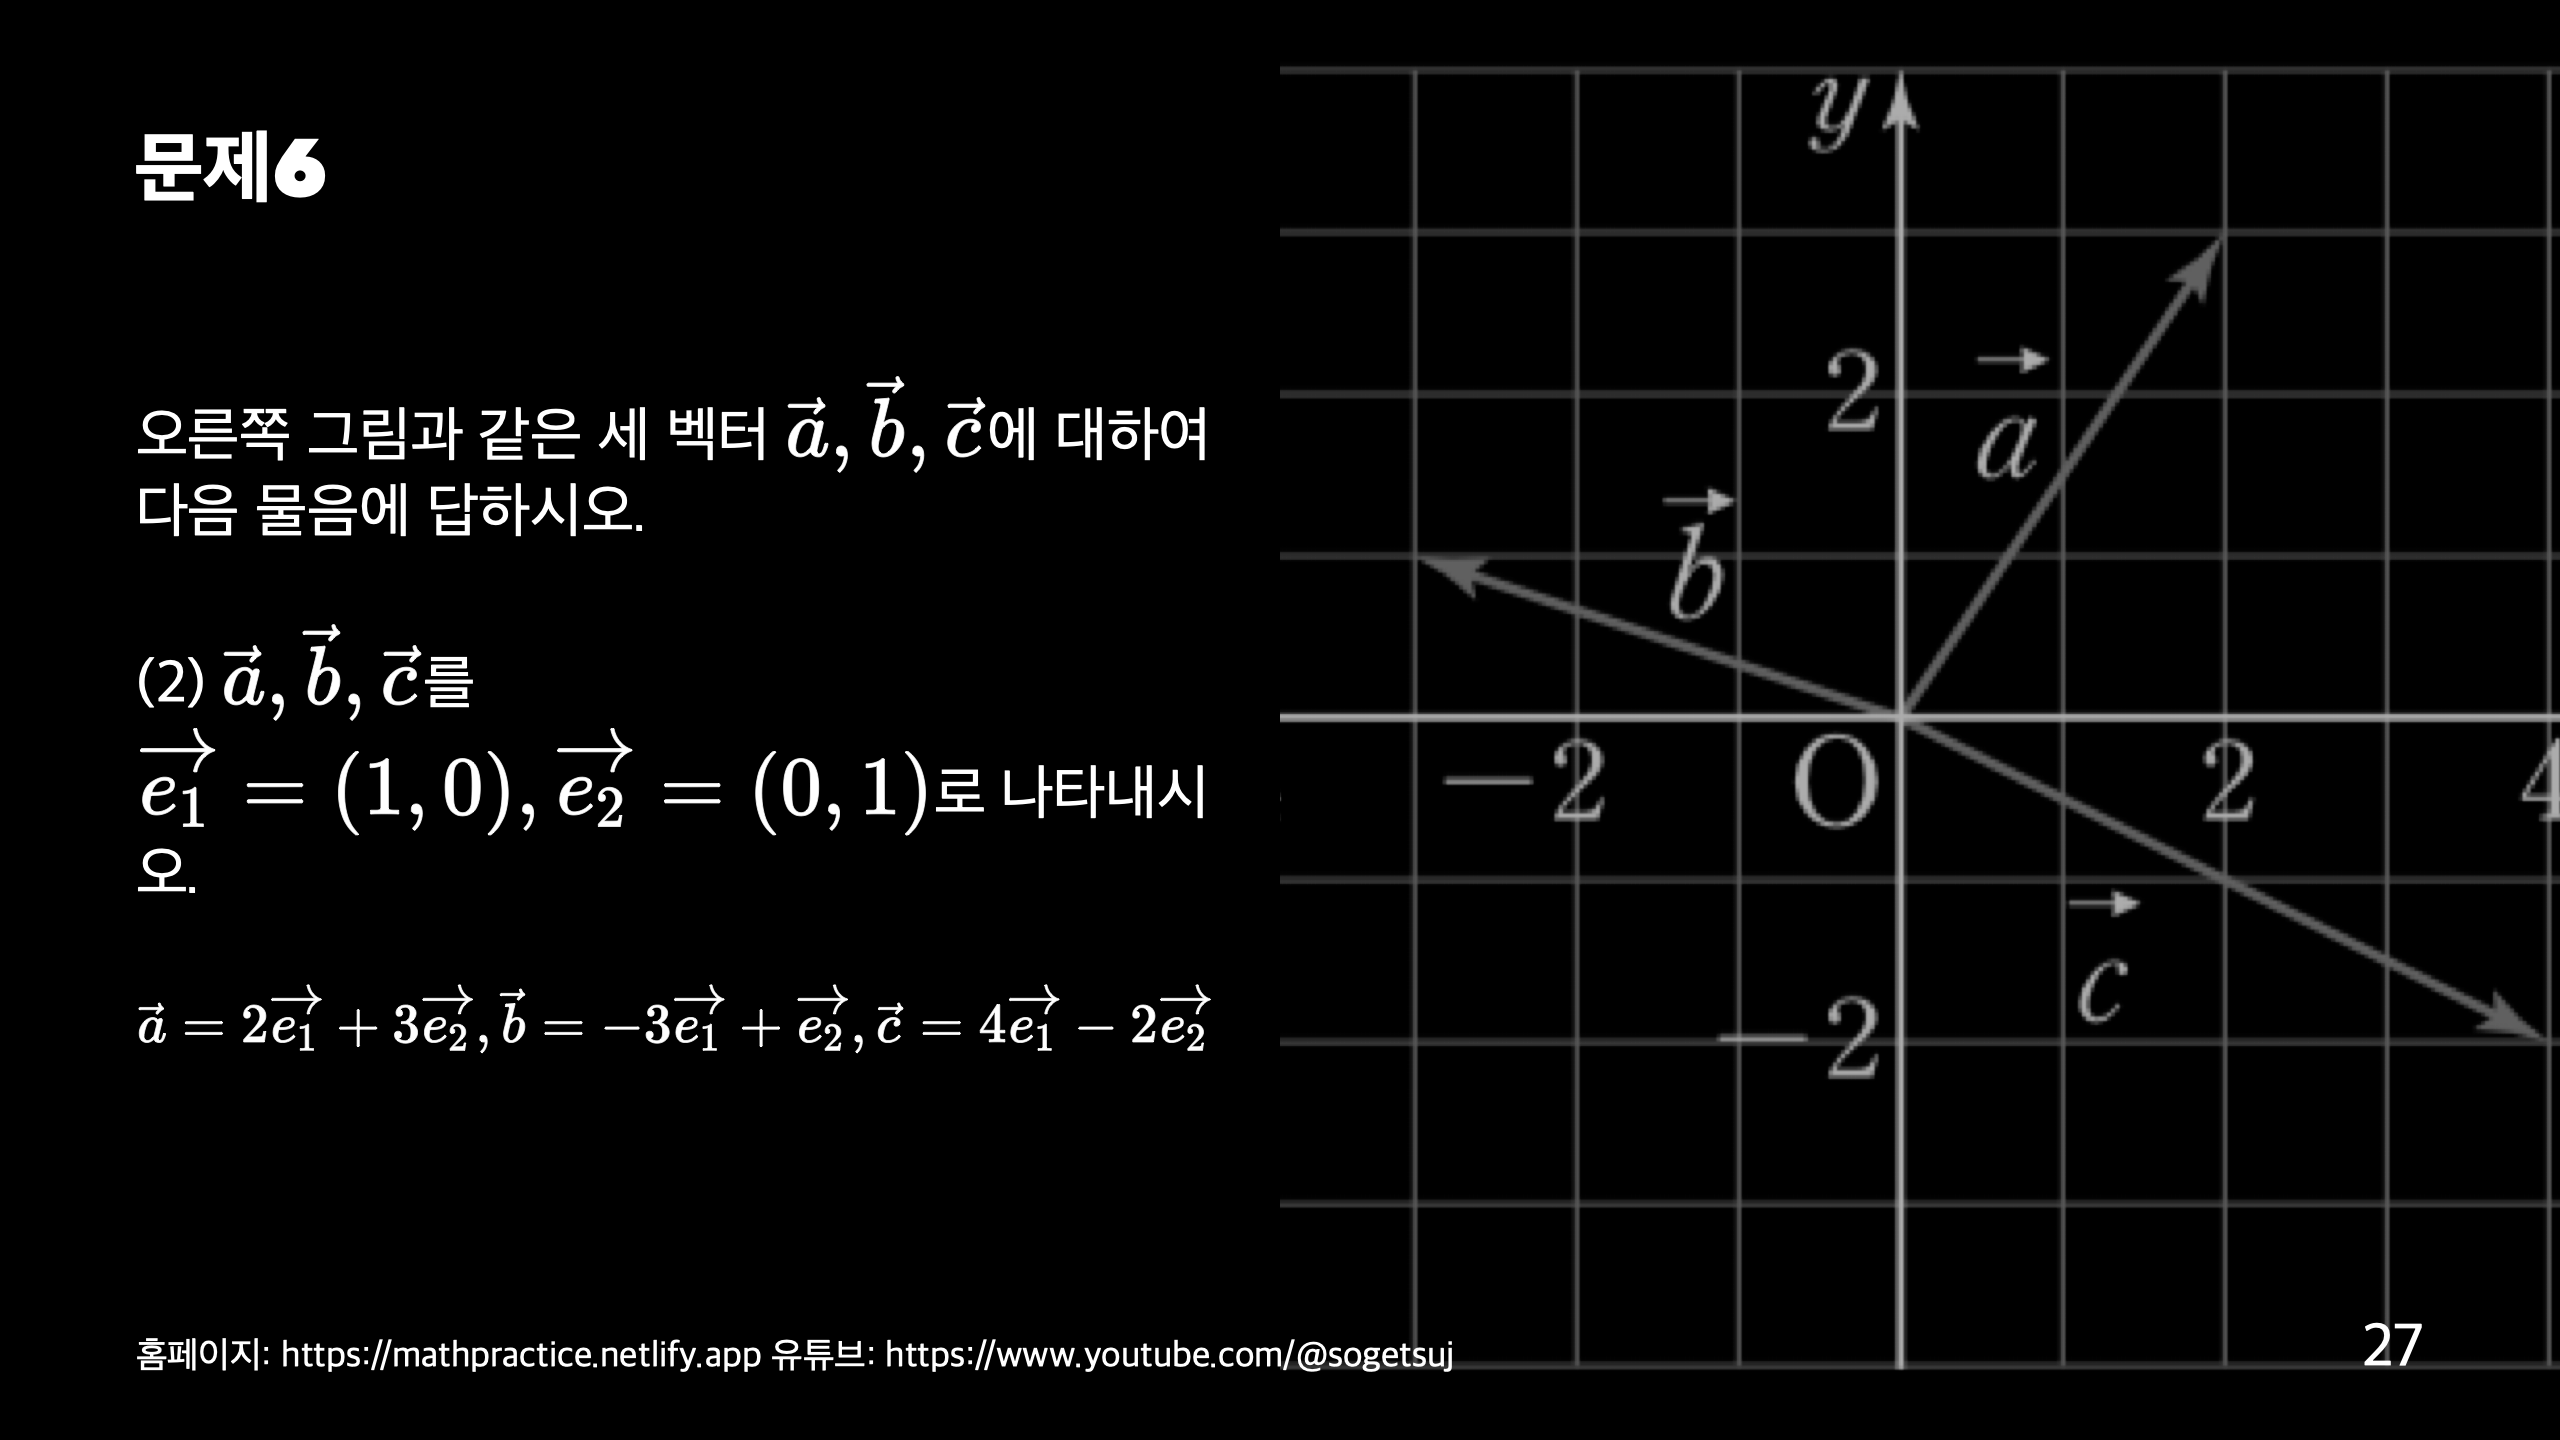 문제6
오른쪽 그림과 같은 세 벡터 $\vec{a}, \vec{b}, \vec{c}$에 대하여
다음 물음에 답하시오.
(2) $\vec{a}, \vec{b}, \vec{c}$를
$\overrightarrow{e_1} = (1, 0), \overrightarrow{e_2} = (0, 1)$로 나타내시
오.
$\vec{a} = 2\overrightarrow{e_1} + 3\overrightarrow{e_2}, \vec{b} = -3\overrightarrow{e_1} + \overrightarrow{e_2}, \vec{c} = 4\overrightarrow{e_1} - 2\overrightarrow{e_2}$
y
2
$\vec{a}$
$\vec{b}$
-2
O
2
4
$\vec{c}$
-2
홈페이지: https://mathpractice.netlify.app 유튜브: https://www.youtube.com/@sogetsuj
27